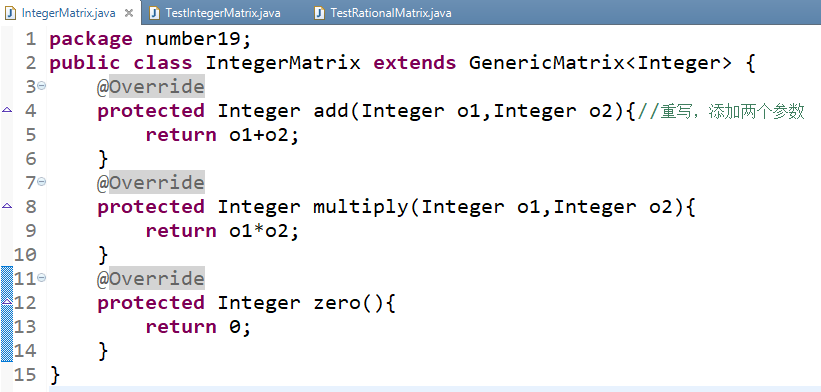 IntegerMatrix.java TestIntegerMatrix.java TestRationalMatrix.java
1 package number19;
2 public class IntegerMatrix extends GenericMatrix<Integer> {
3 @Override
4 protected Integer add(Integer o1,Integer o2){//重写，添加两个参数
5 return o1+o2;
6 }
7 @Override
8 protected Integer multiply(Integer o1,Integer o2){
9 return o1*o2;
10 }
11 @Override
12 protected Integer zero(){
13 return 0;
14 }
15 }